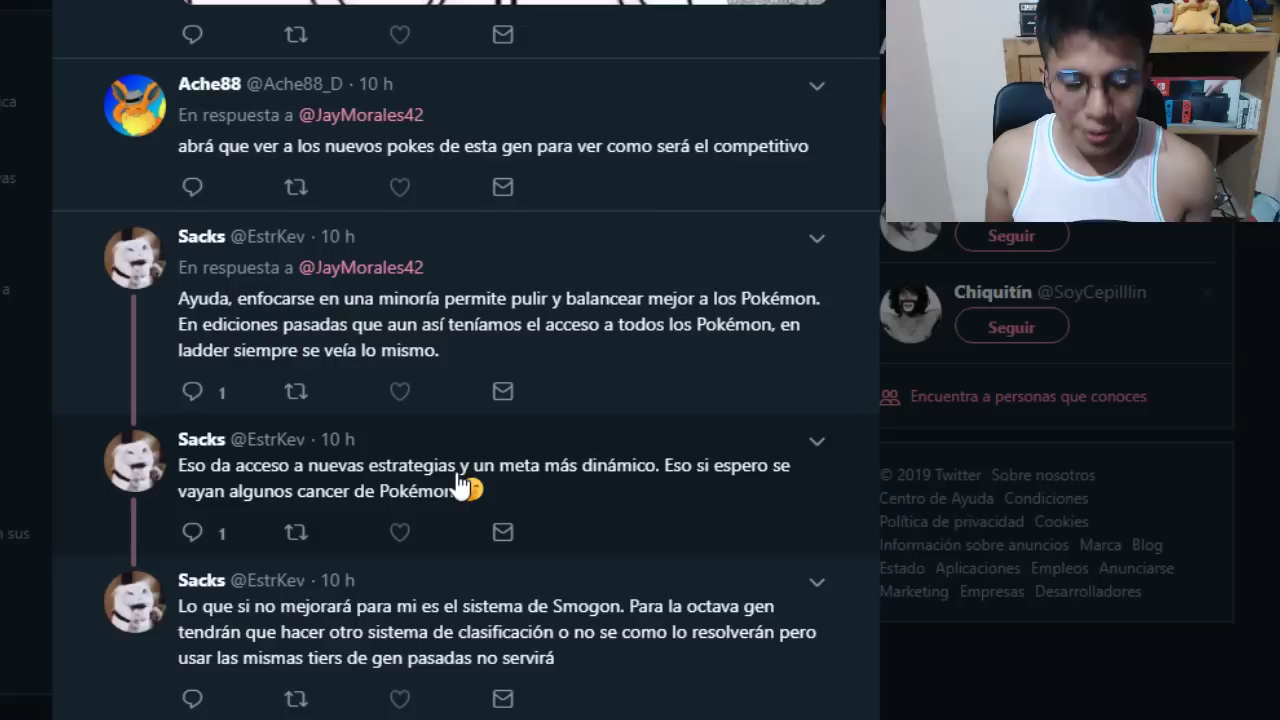 Ache88 @Ache88_D · 10 h
En respuesta a @JayMorales42
abrá que ver a los nuevos pokes de esta gen para ver como será el competitivo
Sacks @EstrKev · 10 h
En respuesta a @JayMorales42
Ayuda, enfocarse en una minoría permite pulir y balancear mejor a los Pokémon.
En ediciones pasadas que aun así teníamos el acceso a todos los Pokémon, en
ladder siempre se veía lo mismo.
1
Sacks @EstrKev · 10 h
Eso da acceso a nuevas estrategias y un meta más dinámico. Eso si espero se
vayan algunos cancer de Pokémon
1
Sacks @EstrKev · 10 h
Lo que si no mejorará para mi es el sistema de Smogon. Para la octava gen
tendrán que hacer otro sistema de clasificación o no se como lo resolverán pero
usar las mismas tiers de gen pasadas no servirá
Seguir
Chiquitín @SoyCepilllin
Seguir
Encuentra a personas que conoces
© 2019 Twitter Sobre nosotros
Centro de Ayuda Condiciones
Política de privacidad Cookies
Información sobre anuncios Marca Blog
Estado Aplicaciones Empleos Anunciarse
Marketing Empresas Desarrolladores
a
n sus